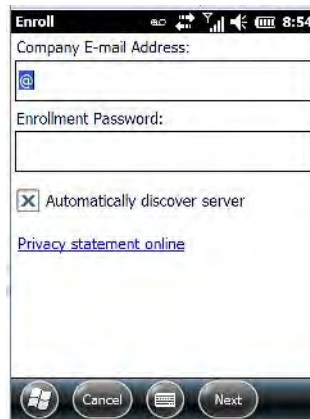 Enroll 8:54
Company E-mail Address:
@
Enrollment Password:
Automatically discover server
Privacy statement online
Cancel Next